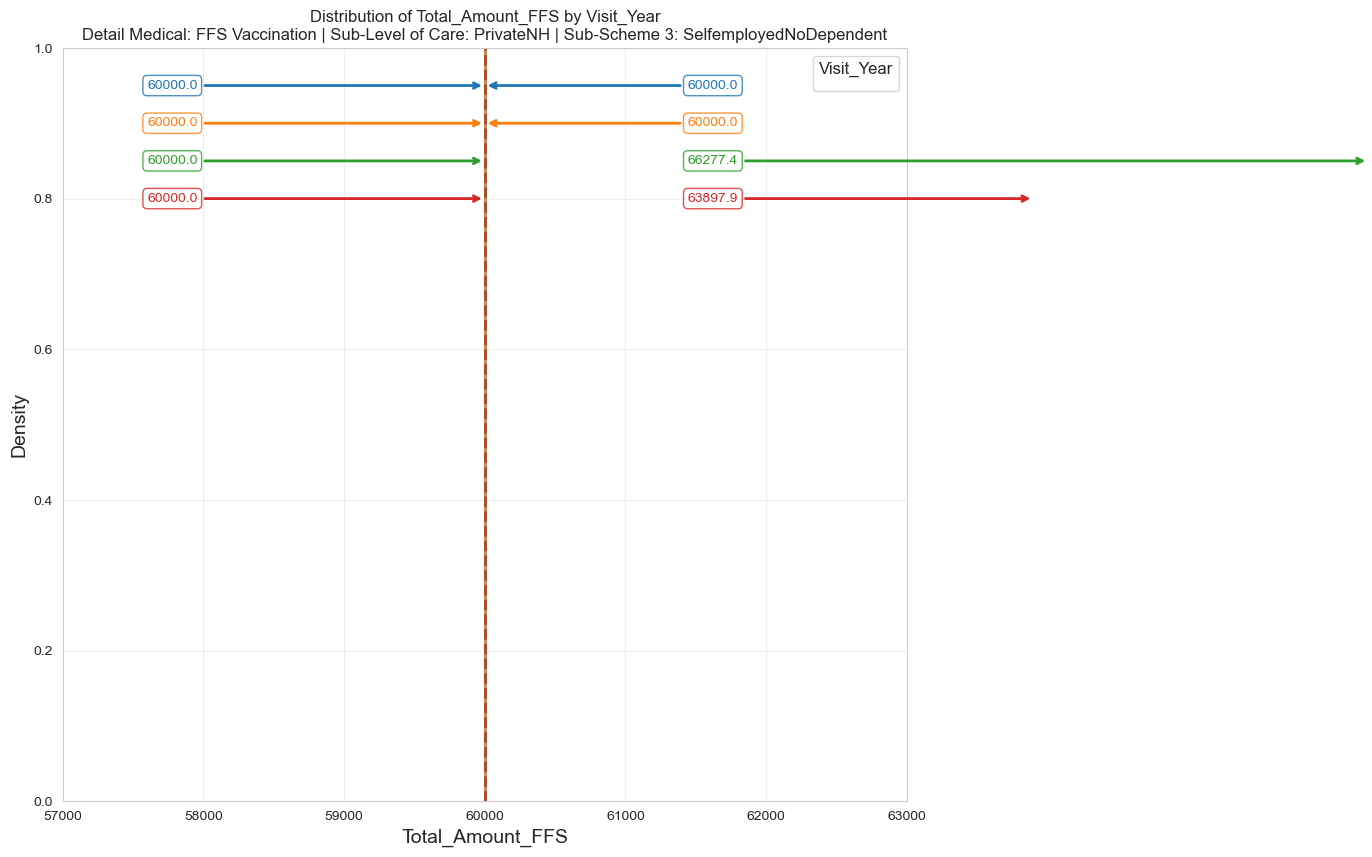 Distribution of Total_Amount_FFS by Visit_Year
Detail Medical: FFS Vaccination | Sub-Level of Care: PrivateNH | Sub-Scheme 3: SelfemployedNoDependent
1.0
Visit_Year
60000.0 60000.0
60000.0 60000.0
60000.0 66277.4
0.8 60000.0 63897.9
0.6
Density
0.4
0.2
0.0
57000 58000 59000 60000 61000 62000 63000
Total_Amount_FFS